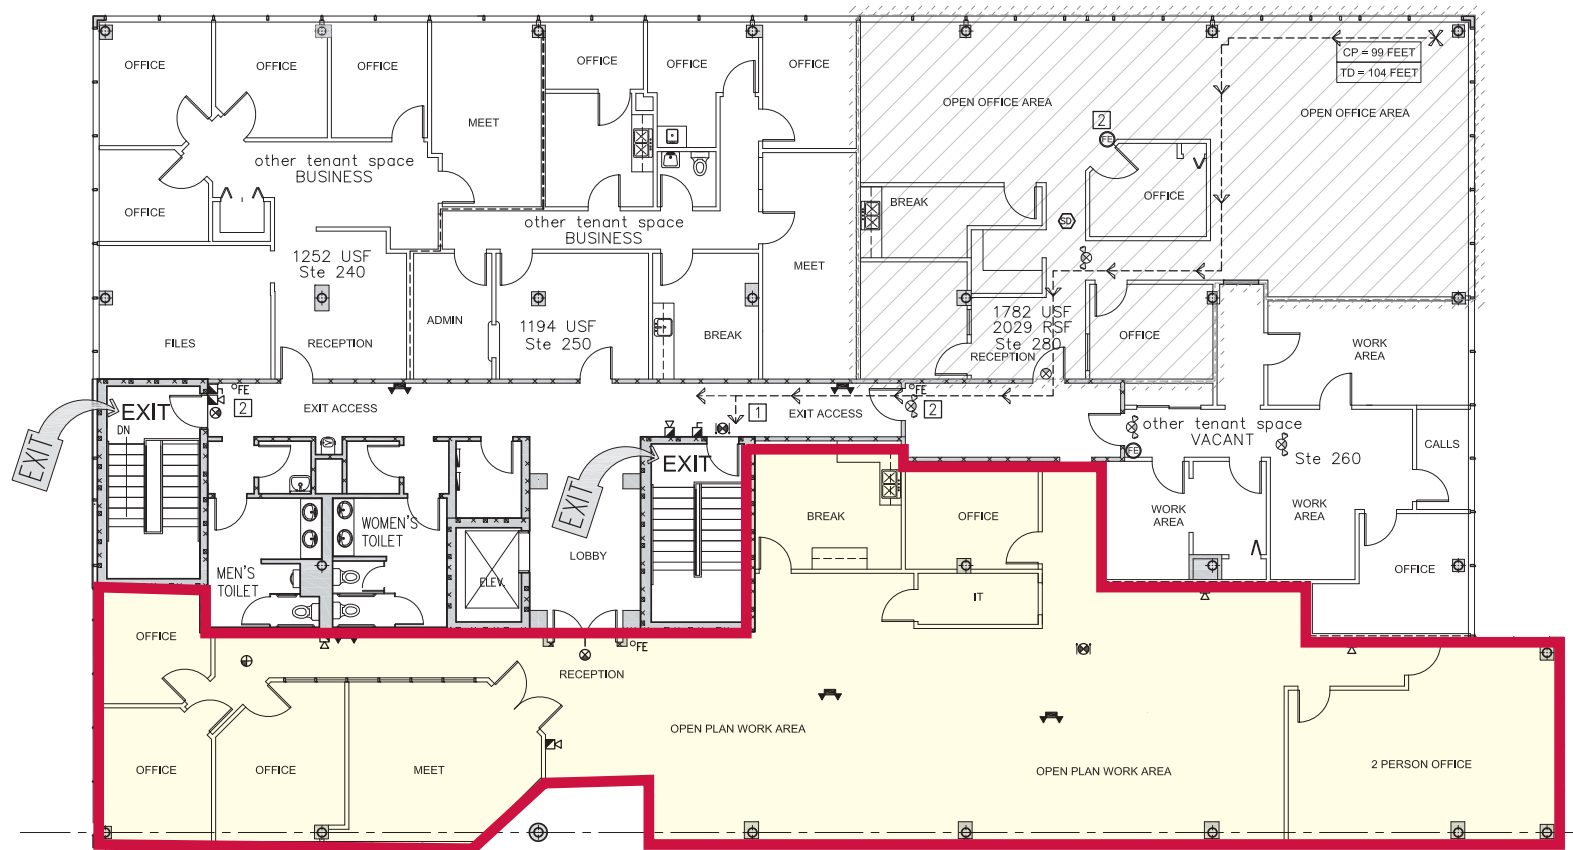 OFFICE
OFFICE
OFFICE
MEET
OFFICE
OFFICE
OFFICE
OPEN OFFICE AREA
CP = 99 FEET
TD = 104 FEET
OPEN OFFICE AREA
2
FE
other tenant space
BUSINESS
OFFICE
other tenant space
BUSINESS
BREAK
OFFICE
SD
1252 USF
Ste 240
MEET
ADMIN
1194 USF
Ste 250
BREAK
1782 USF
2029 RSF
Ste 280
RECEPTION
OFFICE
FILES
RECEPTION
WORK
AREA
EXIT
EXIT
DN
FE
2
EXIT ACCESS
1
EXIT ACCESS
FE
2
other tenant space
VACANT
FE
Ste 260
CALLS
EXIT
EXIT
WORK
AREA
WORK
AREA
OFFICE
WOMEN'S
TOILET
MEN'S
TOILET
ELEV.
LOBBY
BREAK
OFFICE
IT
OFFICE
FE
RECEPTION
OPEN PLAN WORK AREA
OFFICE
OFFICE
MEET
OPEN PLAN WORK AREA
2 PERSON OFFICE